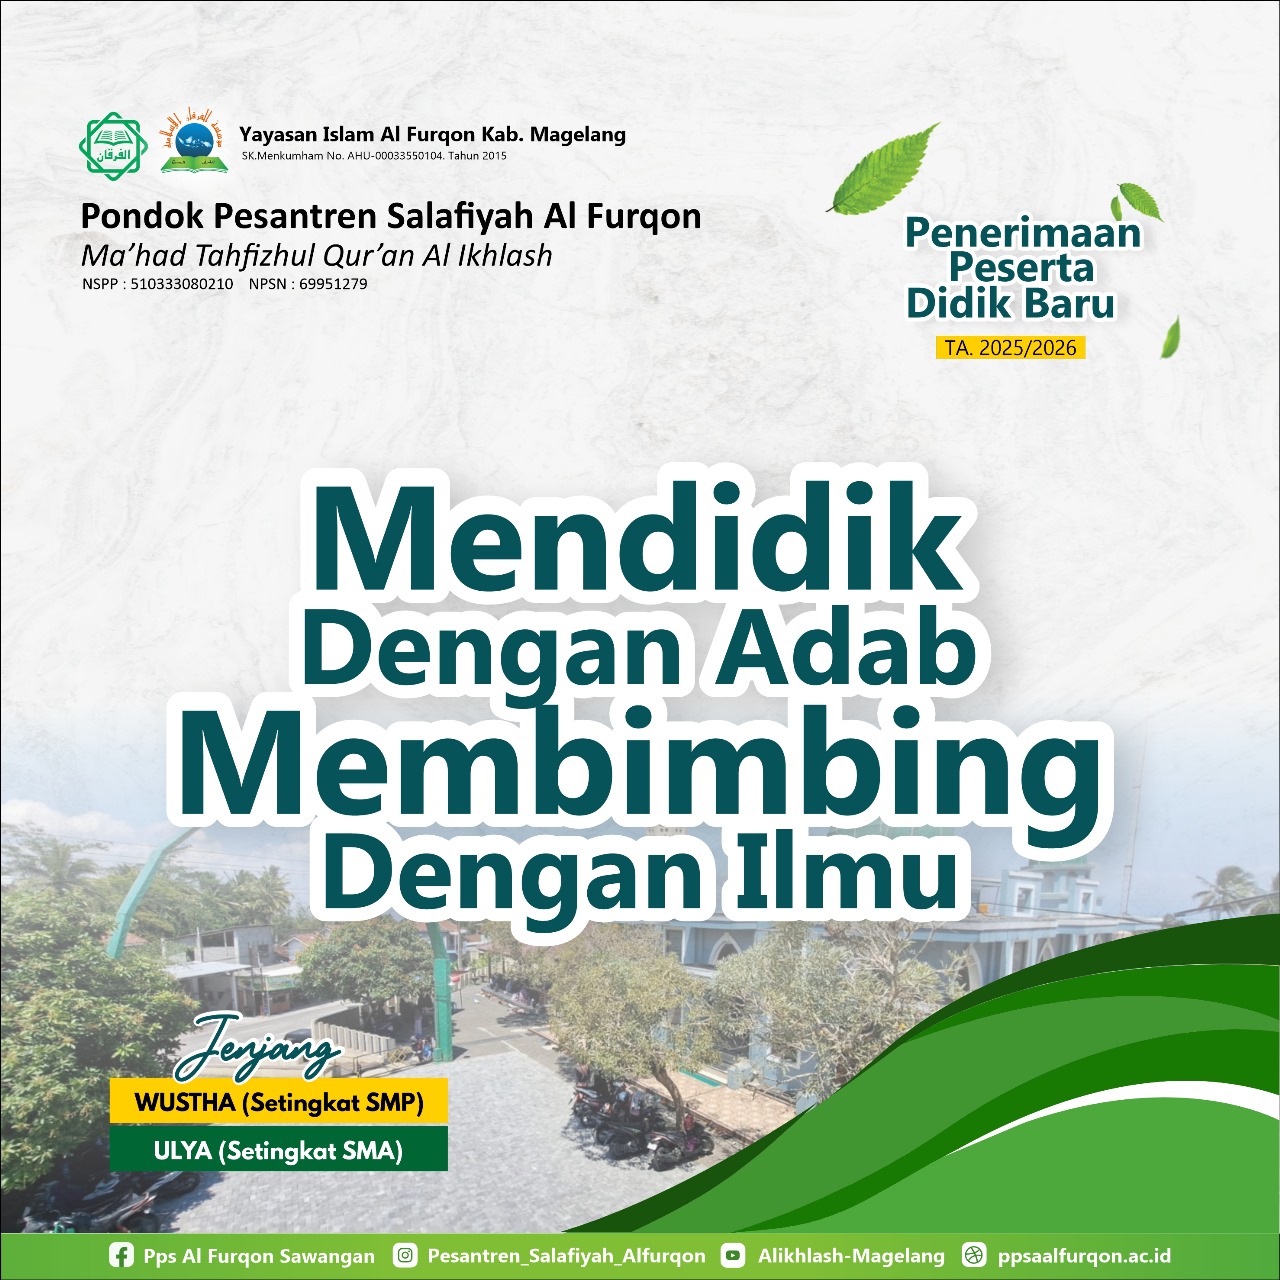 الفرقان
Yayasan Islam Al Furqon Kab. Magelang
SK.Menkumham No. AHU-00033550104. Tahun 2015
Pondok Pesantren Salafiyah Al Furqon
Ma'had Tahfizhul Qur'an Al Ikhlash
NSPP : 510333080210 NPSN : 69951279
Penerimaan
Peserta
Didik Baru
TA. 2025/2026
Mendidik
Dengan Adab
Membimbing
Dengan Ilmu
Jenjang
WUSTHA (Setingkat SMP)
ULYA (Setingkat SMA)
Pps Al Furqon Sawangan
Pesantren_Salafiyah_Alfurqon
Alikhlash-Magelang
ppsaalfurqon.ac.id